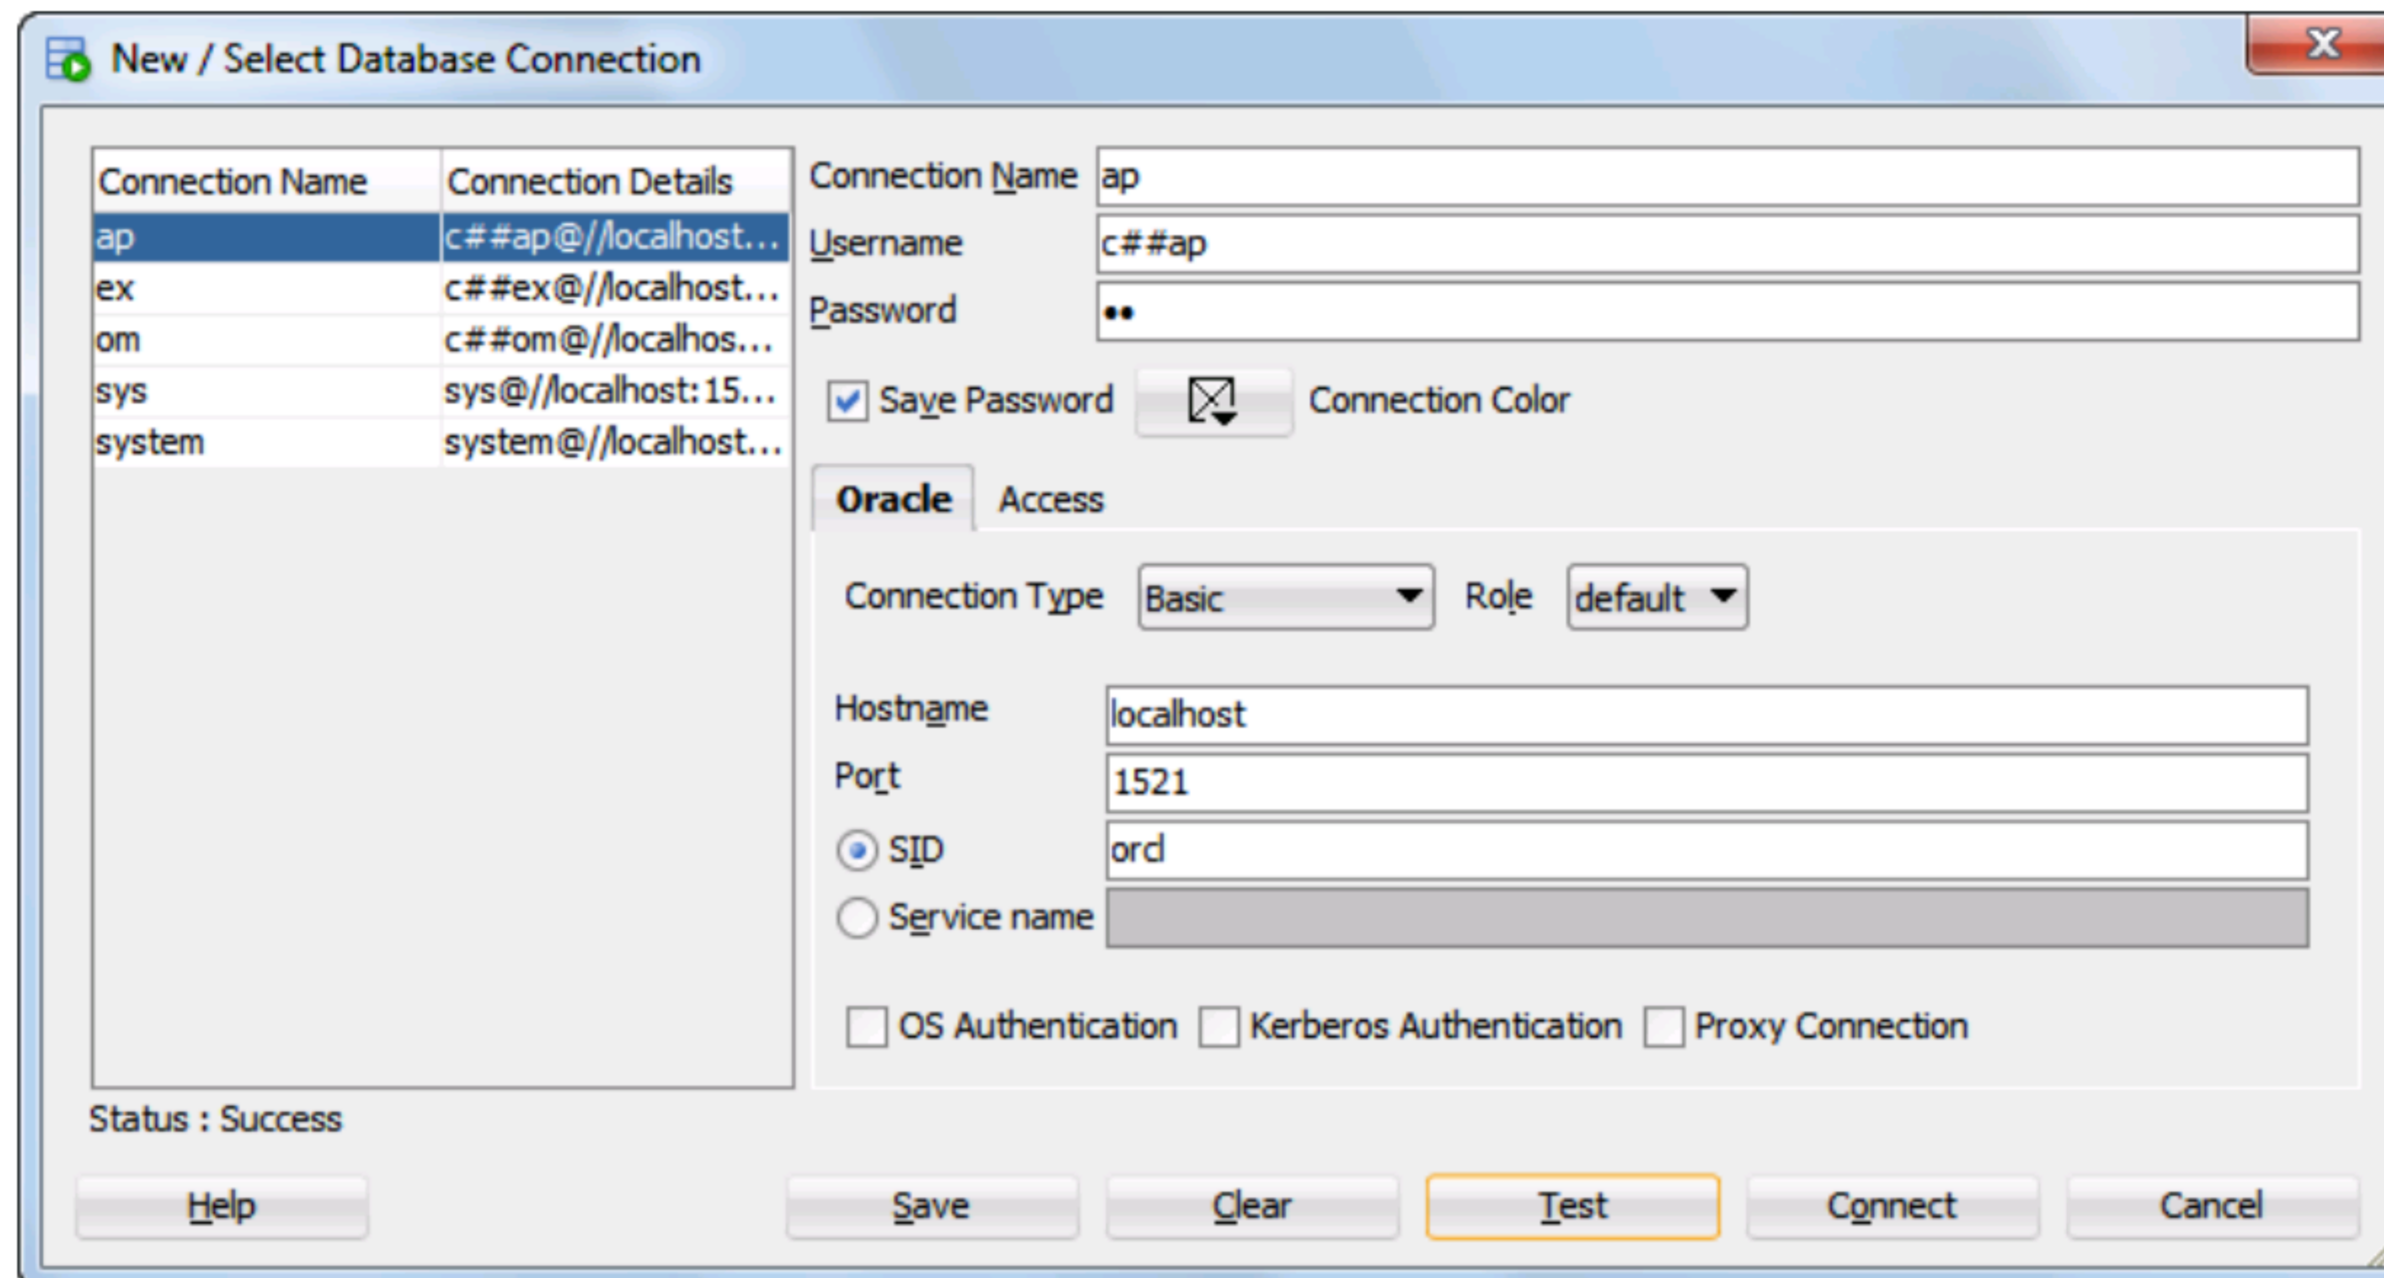 New / Select Database Connection
Connection Name Connection Details
ap c##ap@//localhost...
ex c##ex@//localhost...
om c##om@//localhos...
sys sys@//localhost:15...
system system@//localhost...
Connection Name ap
Username c##ap
Password ••
Save Password Connection Color
Oracle Access
Connection Type Basic Role default
Hostname localhost
Port 1521
SID orcl
Service name
OS Authentication Kerberos Authentication Proxy Connection
Status : Success
Help Save Clear Test Connect Cancel